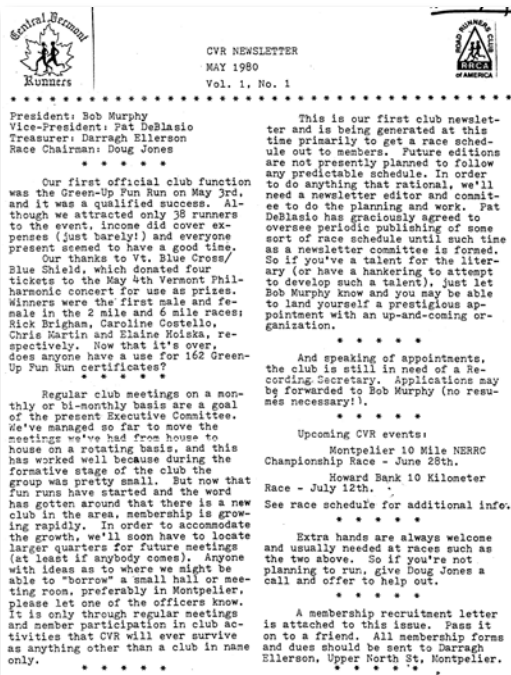 Central Vermont
Runners
CVR NEWSLETTER
MAY 1980
Vol. 1, No. 1
ROAD RUNNERS CLUB
RRCA
of AMERICA
President: Bob Murphy
Vice-President: Pat DeBlasio
Treasurer: Darragh Ellerson
Race Chairman: Doug Jones
* * * * *
Our first official club function
was the Green-Up Fun Run on May 3rd,
and it was a qualified success. Al-
though we attracted only 38 runners
to the event, income did cover ex-
penses (just barely!) and everyone
present seemed to have a good time.
Our thanks to Vt. Blue Cross/
Blue Shield, which donated four
tickets to the May 4th Vermont Phil-
harmonic concert for use as prizes.
Winners were the first male and fe-
male in the 2 mile and 6 mile races;
Rick Brigham, Caroline Costello,
Chris Martin and Elaine Hoiska, re-
spectively. Now that it's over,
does anyone have a use for 162 Green-
Up Fun Run certificates?
* * * * *
Regular club meetings on a mon-
thly or bi-monthly basis are a goal
of the present Executive Committee.
We've managed so far to move the
meetings we've had from house to
house on a rotating basis, and this
has worked well because during the
formative stage of the club the
group was pretty small. But now that
fun runs have started and the word
has gotten around that there is a new
club in the area, membership is grow-
ing rapidly. In order to accommodate
the growth, we'll soon have to locate
larger quarters for future meetings
(at least if anybody comes). Anyone
with ideas as to where we might be
able to "borrow" a small hall or mee-
ting room, preferably in Montpelier,
please let one of the officers know.
It is only through regular meetings
and member participation in club ac-
tivities that CVR will ever survive
as anything other than a club in name
only.
* * * * *
This is our first club newslet-
ter and is being generated at this
time primarily to get a race sched-
ule out to members. Future editions
are not presently planned to follow
any predictable schedule. In order
to do anything that rational, we'll
need a newsletter editor and commit-
ee to do the planning and work. Pat
DeBlasio has graciously agreed to
oversee periodic publishing of some
sort of race schedule until such time
as a newsletter committee is formed.
So if you've a talent for the liter-
ary (or have a hankering to attempt
to develop such a talent), just let
Bob Murphy know and you may be able
to land yourself a prestigious ap-
pointment with an up-and-coming or-
ganization.
* * * * *
And speaking of appointments,
the club is still in need of a Re-
cording Secretary. Applications may
be forwarded to Bob Murphy (no resu-
mes necessary!).
* * * * *
Upcoming CVR events:
Montpelier 10 Mile NERRC
Championship Race - June 28th.
Howard Bank 10 Kilometer
Race - July 12th.
See race schedule for additional info.
* * * * *
Extra hands are always welcome
and usually needed at races such as
the two above. So if you're not
planning to run, give Doug Jones a
call and offer to help out.
* * * * *
A membership recruitment letter
is attached to this issue. Pass it
on to a friend. All membership forms
and dues should be sent to Darragh
Ellerson, Upper North St, Montpelier.
* * * * *